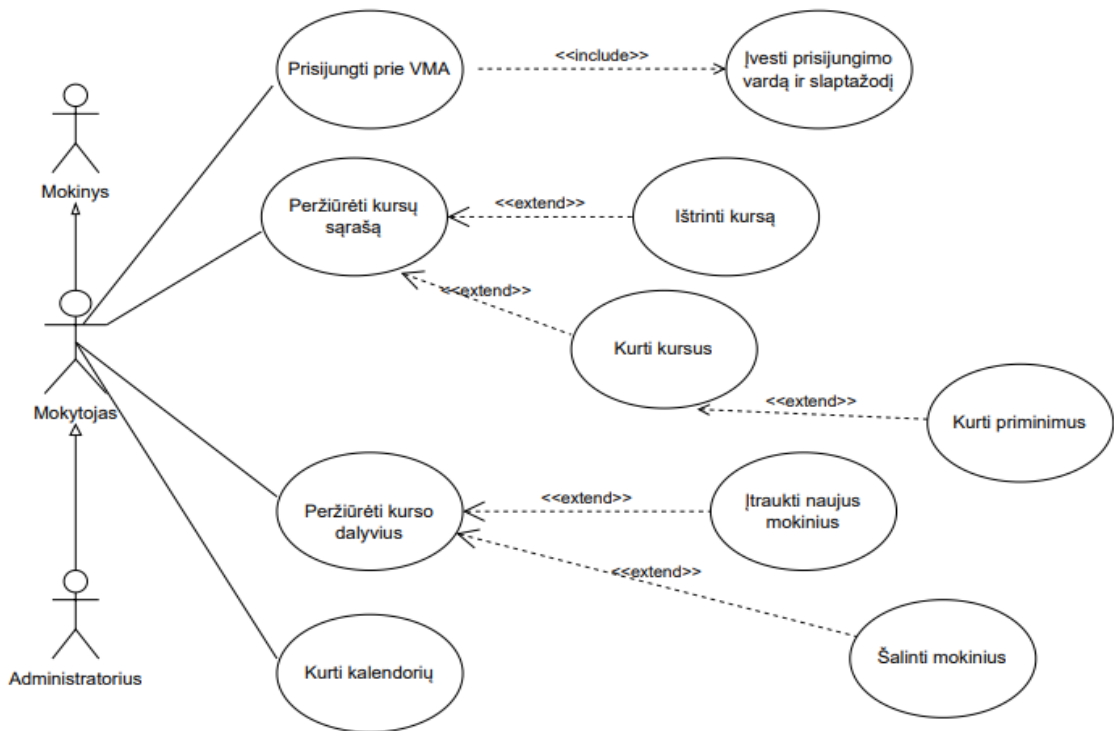 Prisijungti prie VMA
<<include>>
Įvesti prisijungimo
vardą ir slaptažodį
Mokinys
Peržiūrėti kursų
sąrašą
<<extend>>
Ištrinti kursą
<<extend>>
Kurti kursus
Mokytojas
<<extend>>
Kurti priminimus
Peržiūrėti kurso
dalyvius
<<extend>>
Įtraukti naujus
mokinius
<<extend>>
Šalinti mokinius
Administratorius
Kurti kalendorių